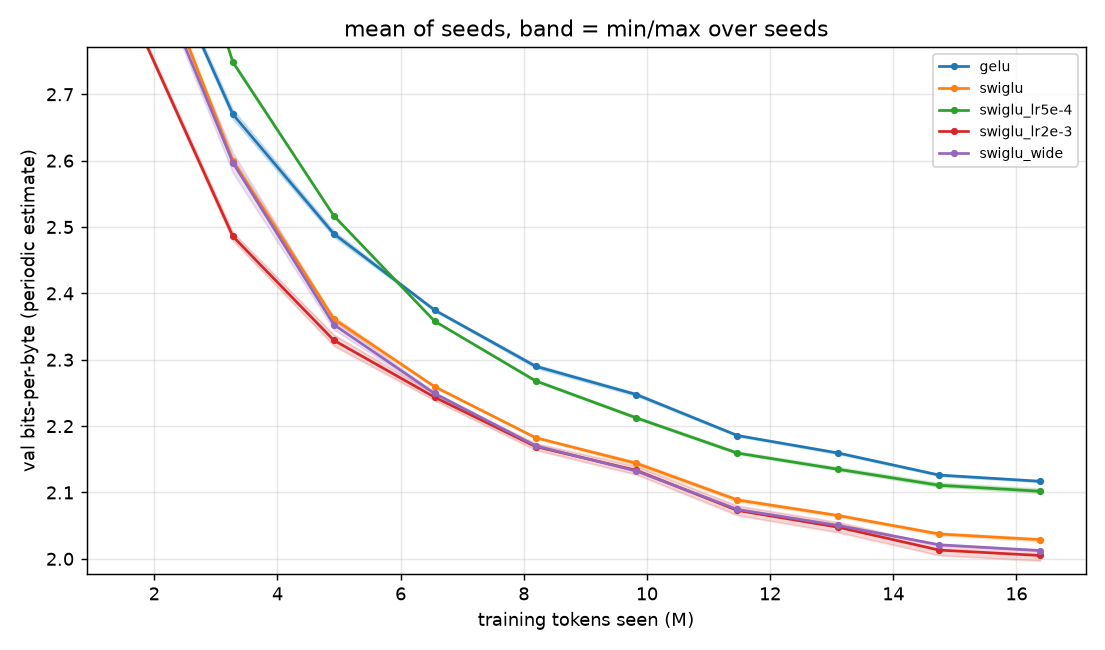 mean of seeds, band = min/max over seeds
gelu
swiglu
swiglu_lr5e-4
swiglu_lr2e-3
swiglu_wide
val bits-per-byte (periodic estimate)
2.7
2.6
2.5
2.4
2.3
2.2
2.1
2.0
2 4 6 8 10 12 14 16
training tokens seen (M)